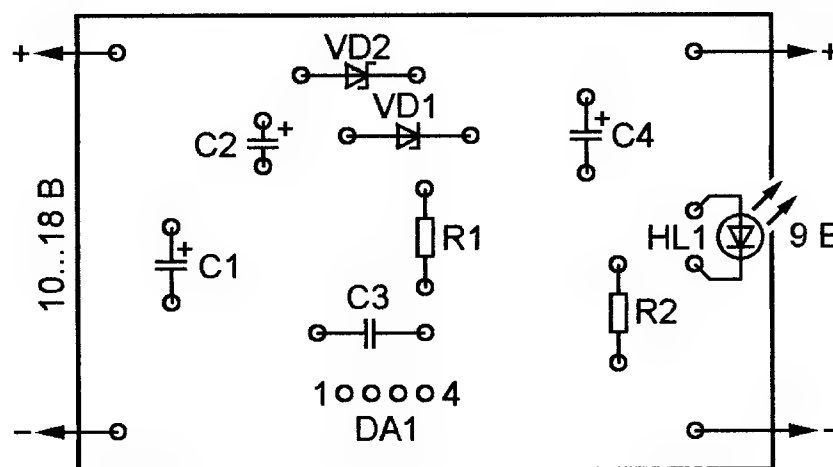 +
VD2
+
VD1
C2
+
+
C4
10...18 В
+
C1
R1
HL1
9 В
C3
R2
1
4
DA1
−
−